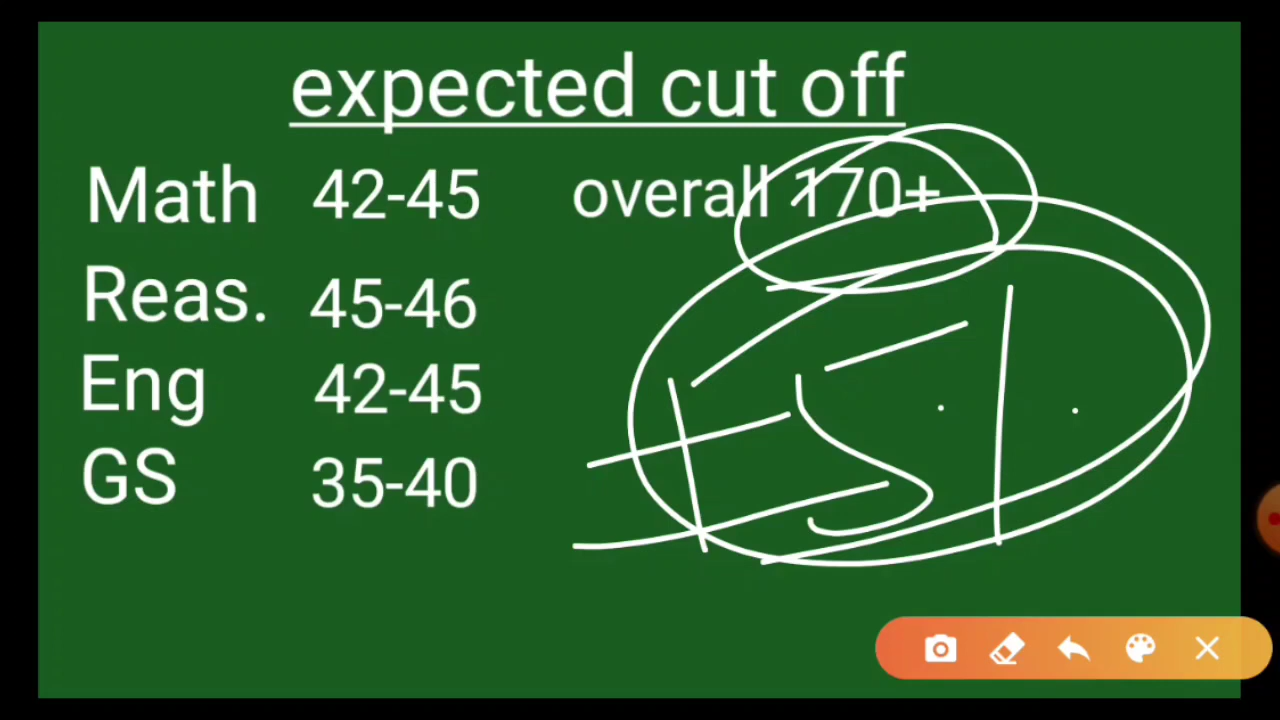 expected cut off
Math 42-45 overall 170+
Reas. 45-46
Eng 42-45
GS 35-40